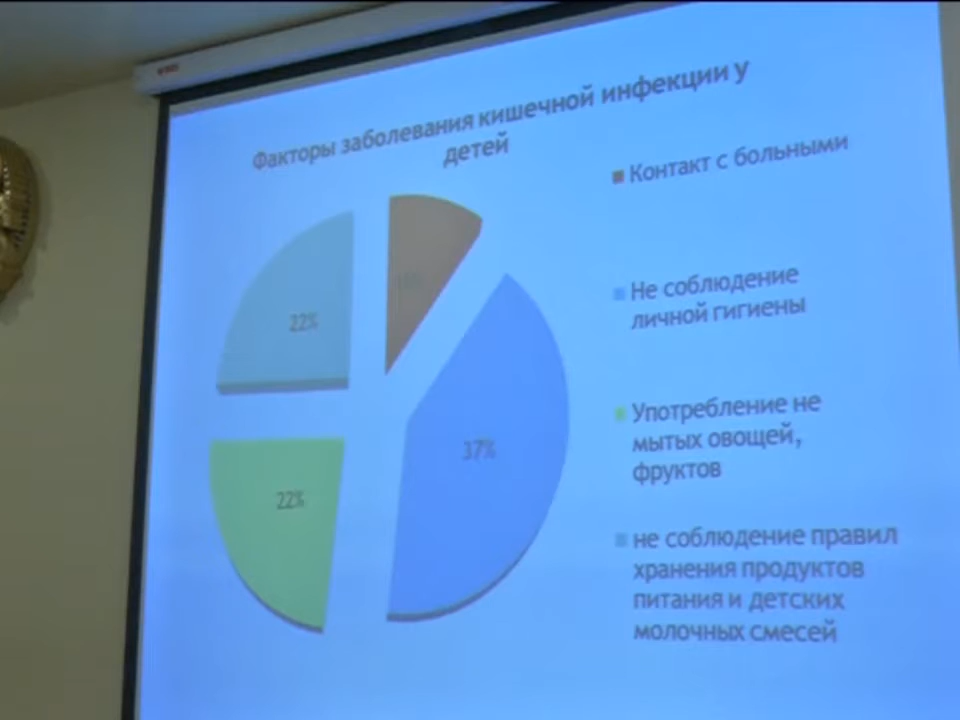 Факторы заболевания кишечной инфекции у
детей
Контакт с больными
Не соблюдение
личной гигиены
Употребление не
мытых овощей,
фруктов
не соблюдение правил
хранения продуктов
питания и детских
молочных смесей
22%
37%
22%